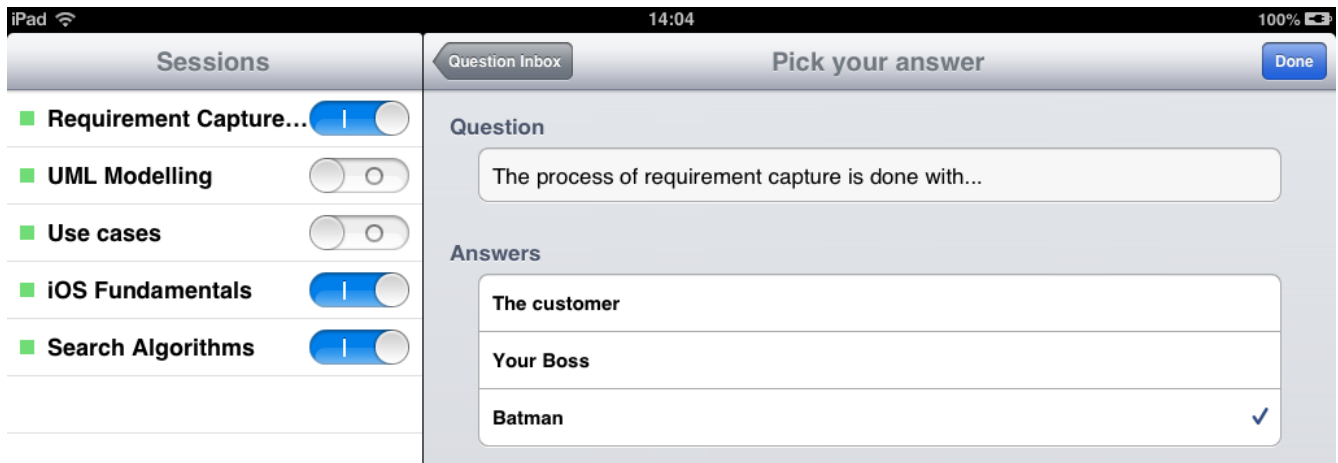 iPad 14:04 100%
Sessions
Requirement Capture...
UML Modelling
Use cases
iOS Fundamentals
Search Algorithms
Question Inbox Pick your answer Done
Question
The process of requirement capture is done with...
Answers
The customer
Your Boss
Batman